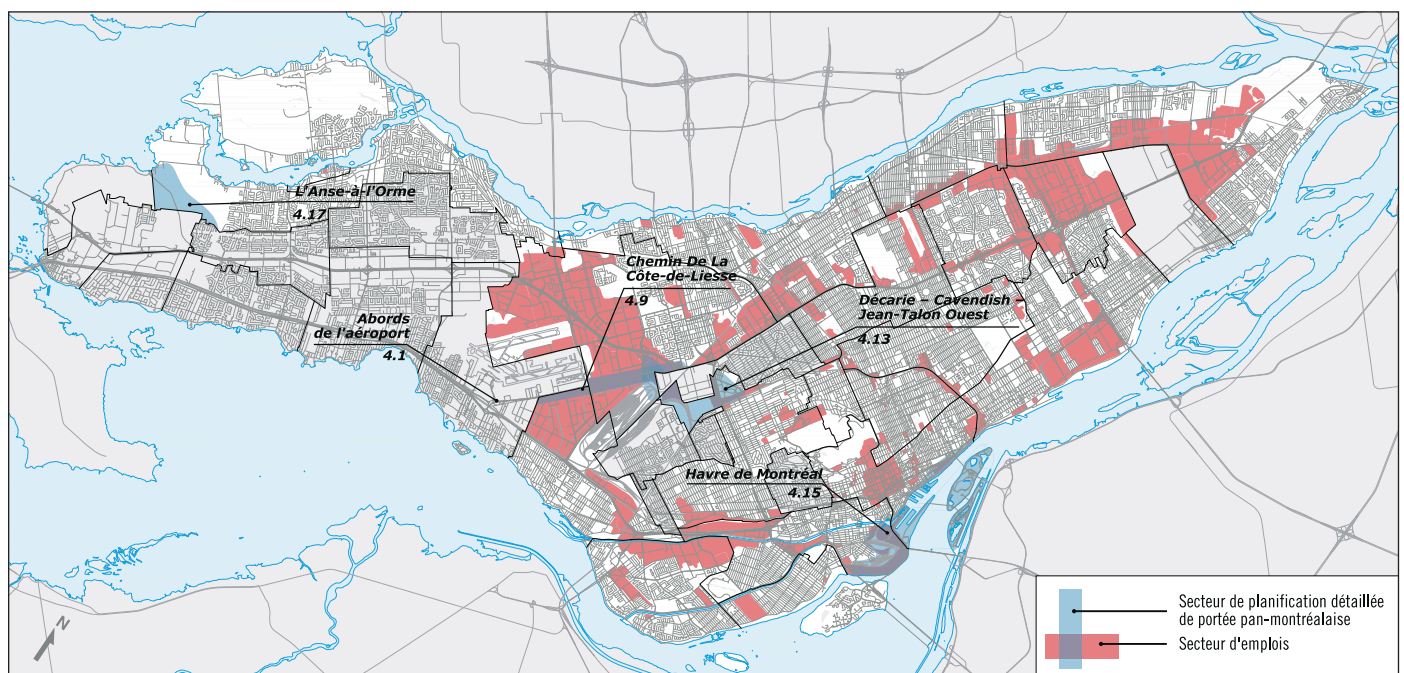 L'Anse-à-l'Orme
4.17
Chemin De La
Côte-de-Liesse
4.9
Décarie – Cavendish –
Jean-Talon Ouest
4.13
Abords
de l'aéroport
4.1
Havre de Montréal
4.15
Secteur de planification détaillée
de portée pan-montréalaise
Secteur d'emplois
N